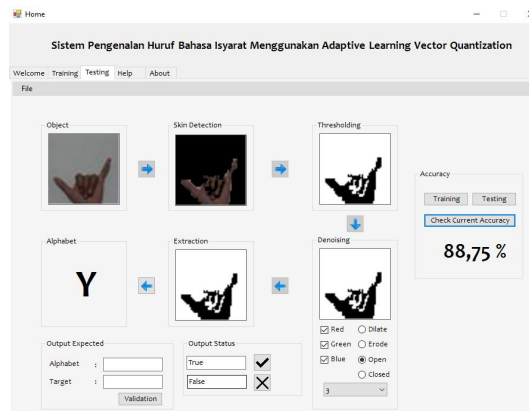 Home
Sistem Pengenalan Huruf Bahasa Isyarat Menggunakan Adaptive Learning Vector Quantization
Welcome Training Testing Help About
File
Object
Skin Detection
Thresholding
Accuracy
Training Testing
Check Current Accuracy
88,75 %
Alphabet
Y
Extraction
Denoising
Red Dilate
Green Erode
Blue Open
Closed
3
Output Expected
Alphabet :
Target :
Validation
Output Status
True
False